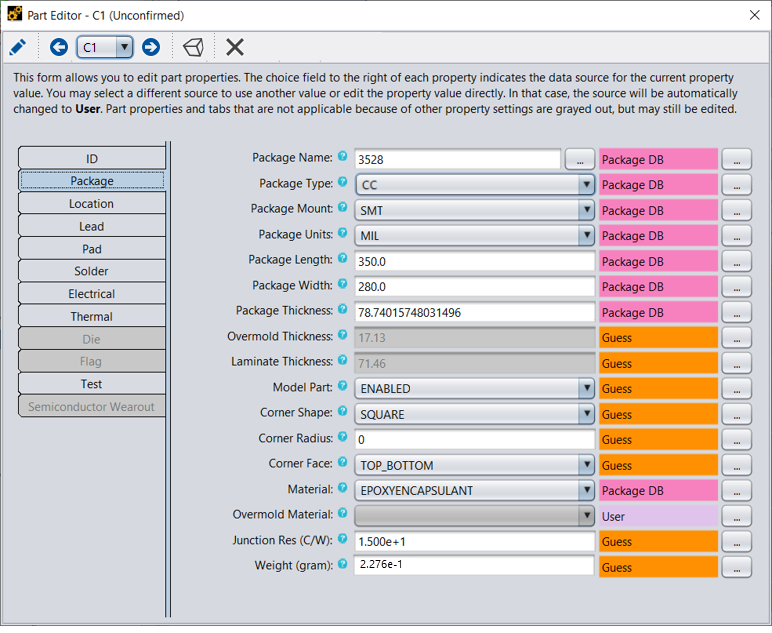 Part Editor - C1 (Unconfirmed)
C1
This form allows you to edit part properties. The choice field to the right of each property indicates the data source for the current property
value. You may select a different source to use another value or edit the property value directly. In that case, the source will be automatically
changed to User. Part properties and tabs that are not applicable because of other property settings are grayed out, but may still be edited.
ID
Package
Location
Lead
Pad
Solder
Electrical
Thermal
Die
Flag
Test
Semiconductor Wearout
Package Name: ? 3528 ... Package DB ...
Package Type: ? CC Package DB ...
Package Mount: ? SMT Package DB ...
Package Units: ? MIL Package DB ...
Package Length: ? 350.0 Package DB ...
Package Width: ? 280.0 Package DB ...
Package Thickness: ? 78.74015748031496 Package DB ...
Overmold Thickness: ? 17.13 Guess ...
Laminate Thickness: ? 71.46 Guess ...
Model Part: ? ENABLED Guess ...
Corner Shape: ? SQUARE Guess ...
Corner Radius: ? 0 Guess ...
Corner Face: ? TOP_BOTTOM Guess ...
Material: ? EPOXYENCAPSULANT Package DB ...
Overmold Material: ? User ...
Junction Res (C/W): ? 1.500e+1 Guess ...
Weight (gram): ? 2.276e-1 Guess ...